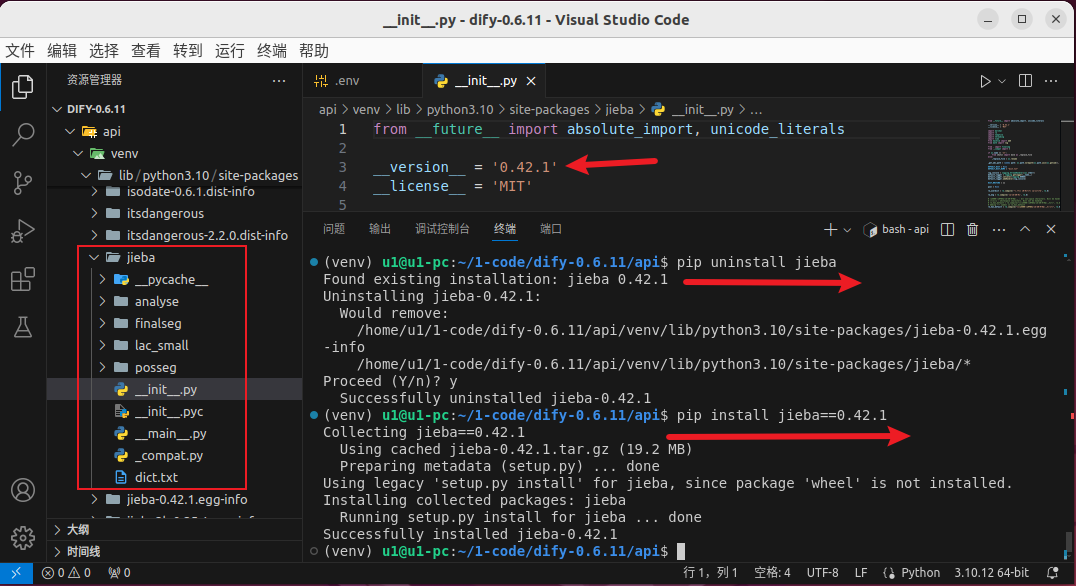 __init__.py - dify-0.6.11 - Visual Studio Code
文件 编辑 选择 查看 转到 运行 终端 帮助
资源管理器
DIFY-0.6.11
api
venv
lib / python3.10 / site-packages
isodate-0.6.1.dist-info
itsdangerous
itsdangerous-2.2.0.dist-info
jieba
__pycache__
analyse
finalseg
lac_small
posseg
__init__.py
__init__.pyc
__main__.py
_compat.py
dict.txt
jieba-0.42.1.egg-info
大纲
时间线
.env
__init__.py
api > venv > lib > python3.10 > site-packages > jieba > __init__.py > ...
1 from __future__ import absolute_import, unicode_literals
2
3 __version__ = '0.42.1'
4 __license__ = 'MIT'
5
问题 输出 调试控制台 终端 端口
bash - api
(venv) u1@u1-pc:~/1-code/dify-0.6.11/api$ pip uninstall jieba
Found existing installation: jieba 0.42.1
Uninstalling jieba-0.42.1:
Would remove:
/home/u1/1-code/dify-0.6.11/api/venv/lib/python3.10/site-packages/jieba-0.42.1.egg
-info
/home/u1/1-code/dify-0.6.11/api/venv/lib/python3.10/site-packages/jieba/*
Proceed (Y/n)? y
Successfully uninstalled jieba-0.42.1
(venv) u1@u1-pc:~/1-code/dify-0.6.11/api$ pip install jieba==0.42.1
Collecting jieba==0.42.1
Using cached jieba-0.42.1.tar.gz (19.2 MB)
Preparing metadata (setup.py) ... done
Using legacy 'setup.py install' for jieba, since package 'wheel' is not installed.
Installing collected packages: jieba
Running setup.py install for jieba ... done
Successfully installed jieba-0.42.1
(venv) u1@u1-pc:~/1-code/dify-0.6.11/api$
0 0 0 行 1，列 1 空格: 4 UTF-8 LF Python 3.10.12 64-bit